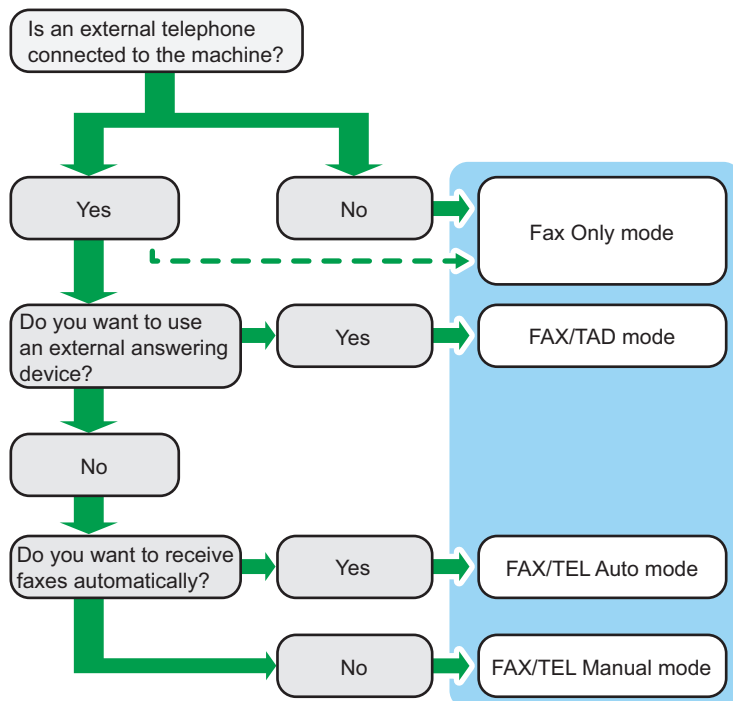 Is an external telephone
connected to the machine?
Yes
No
Fax Only mode
Do you want to use
an external answering
device?
Yes
FAX/TAD mode
No
Do you want to receive
faxes automatically?
Yes
FAX/TEL Auto mode
No
FAX/TEL Manual mode